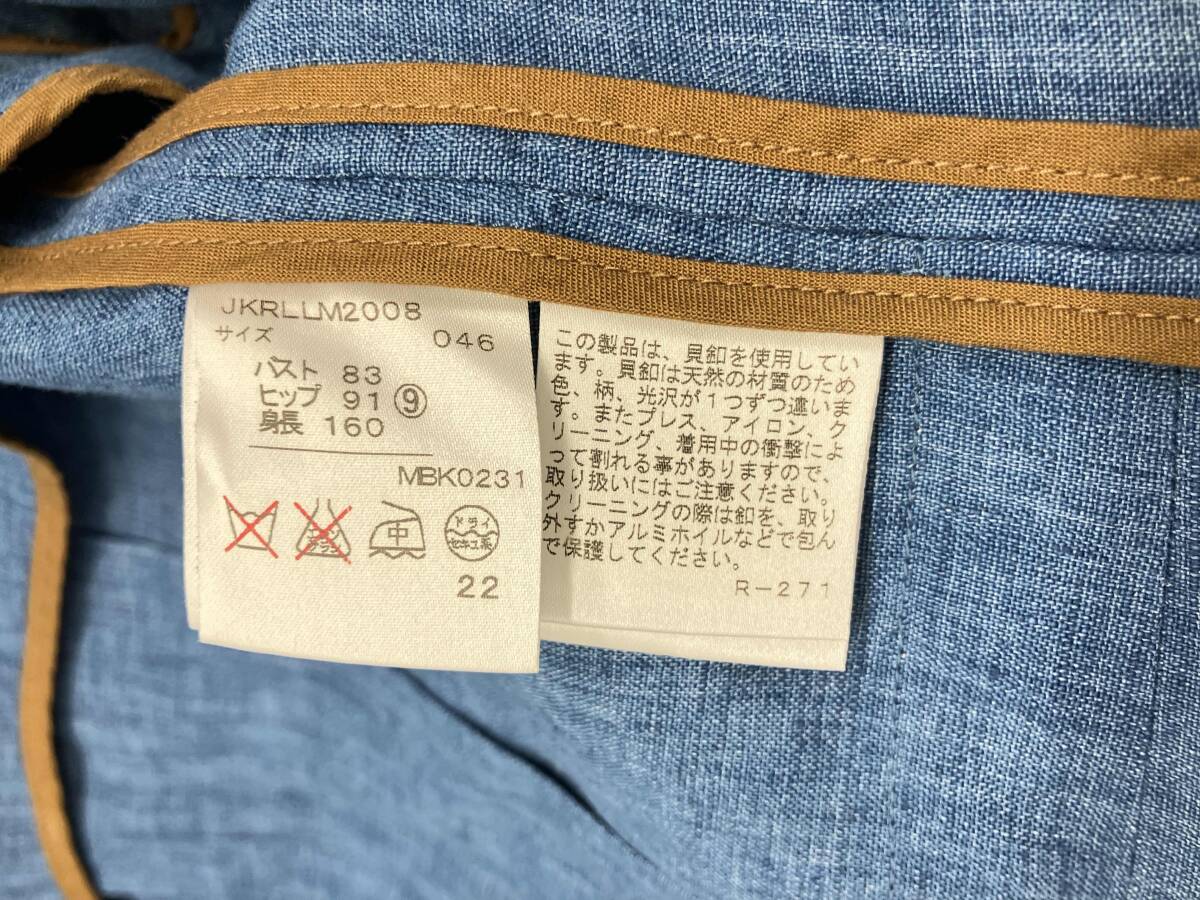 JKRLLM2008
サイズ 046
バスト 83
ヒップ 91 ⑨
身長 160
MBK0231
エンソ サラシ 中 ドライ セキユ系
22
この製品は、貝釦を使用してい
ます。貝釦は天然の材質のため
色、柄、光沢が１つずつ違いま
す。またプレス、アイロン、ク
リーニング、着用中の衝撃によ
って割れる事がありますので、
取り扱いにはご注意ください。
クリーニングの際は釦を、取り
外すかアルミホイルなどで包ん
で保護してください。
R－271